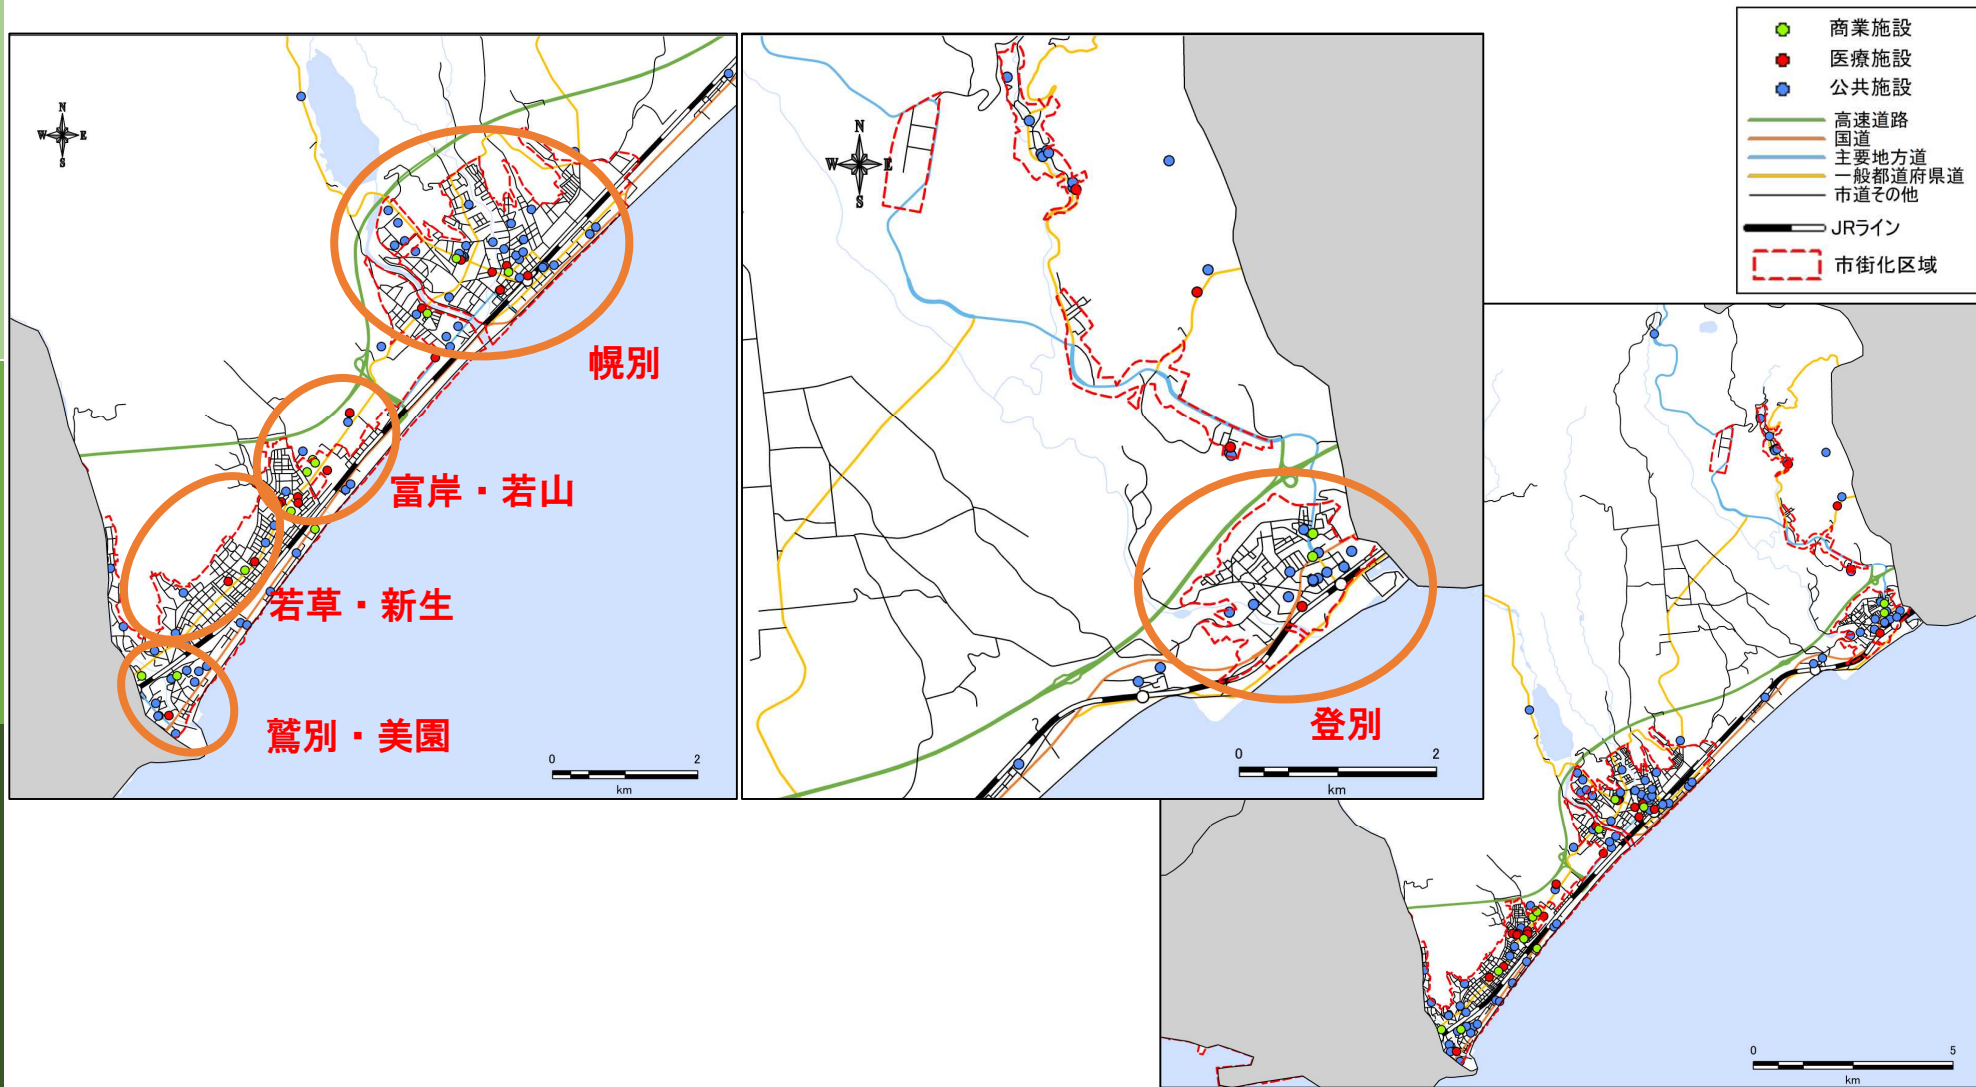 商業施設
医療施設
公共施設
高速道路
国道
主要地方道
一般都道府県道
市道その他
JRライン
市街化区域
N
W E
S
幌別
富岸・若山
若草・新生
鷲別・美園
0 2
km
N
W E
S
登別
0 2
km
0 5
km